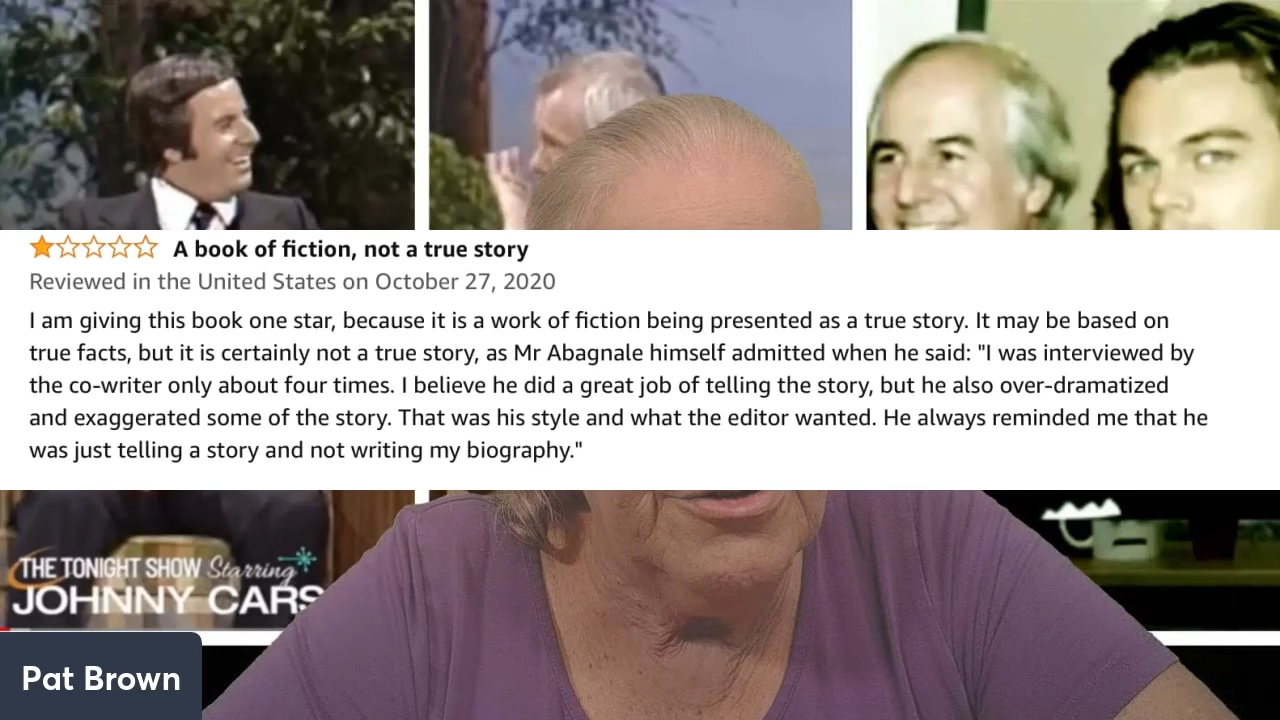 A book of fiction, not a true story
Reviewed in the United States on October 27, 2020
I am giving this book one star, because it is a work of fiction being presented as a true story. It may be based on
true facts, but it is certainly not a true story, as Mr Abagnale himself admitted when he said: "I was interviewed by
the co-writer only about four times. I believe he did a great job of telling the story, but he also over-dramatized
and exaggerated some of the story. That was his style and what the editor wanted. He always reminded me that he
was just telling a story and not writing my biography."
THE TONIGHT SHOW Starring
JOHNNY CARS
Pat Brown